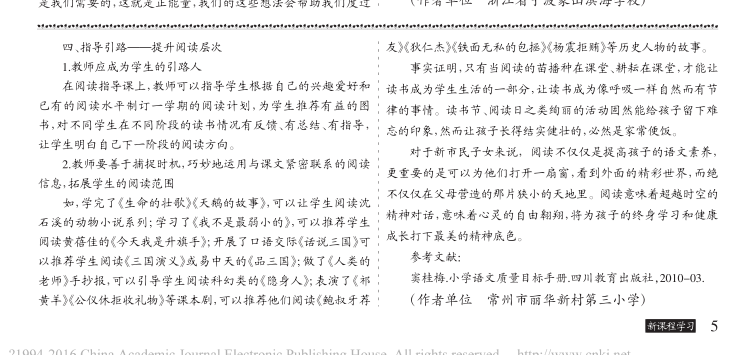 是我们需要的，这就是正能量，我们的这些想法会帮助我们度过
四、指导引路——提升阅读层次
1.教师应成为学生的引路人
在阅读指导课上，教师可以指导学生根据自己的兴趣爱好和
已有的阅读水平制订一学期的阅读计划，为学生推荐有益的图
书，对不同学生在不同阶段的读书情况有反馈、有总结、有指导，
让学生明白自己下一阶段的阅读方向。
2.教师要善于捕捉时机，巧妙地运用与课文紧密联系的阅读
信息，拓展学生的阅读范围
如，学完了《生命的壮歌》《天鹅的故事》，可以让学生阅读沈
石溪的动物小说系列；学习了《我不是最弱小的》，可以推荐学生
阅读黄蓓佳的《今天我是升旗手》；开展了口语交际《话说三国》可
以推荐学生阅读《三国演义》或易中天的《品三国》；做了《人类的
老师》手抄报，可以引导学生阅读科幻类的《隐身人》；表演了《祁
黄羊》《公仪休拒收礼物》等课本剧，可以推荐他们阅读《鲍叔牙荐
（作者单位　浙江省宁波象山滨海学校）
友》《狄仁杰》《铁面无私的包拯》《杨震拒贿》等历史人物的故事。
事实证明，只有当阅读的苗播种在课堂、耕耘在课堂，才能让
读书成为学生生活的一部分，让读书成为像呼吸一样自然而有节
律的事情。读书节、阅读日之类绚丽的活动固然能给孩子留下难
忘的印象，然而让孩子长得结实健壮的，必然是家常便饭。
对于新市民子女来说，阅读不仅仅是提高孩子的语文素养，
更重要的是可以为他们打开一扇窗，看到外面的精彩世界，而绝
不仅仅在父母营造的那片狭小的天地里。阅读意味着超越时空的
精神对话，意味着心灵的自由翱翔，将为孩子的终身学习和健康
成长打下最美的精神底色。
参考文献：
窦桂梅.小学语文质量目标手册.四川教育出版社，2010-03.
（作者单位　常州市丽华新村第三小学）
新课程学习 5
?1994-2016 China Academic Journal Electronic Publishing House. All rights reserved. http://www.cnki.net